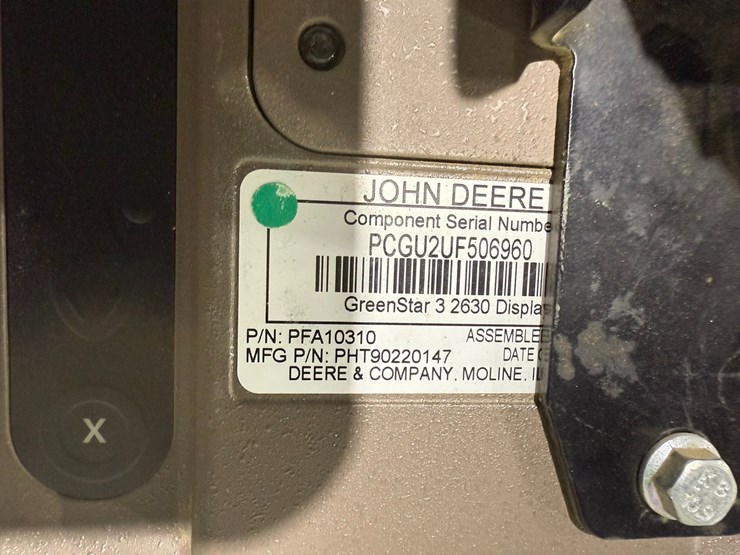 JOHN DEERE
Component Serial Numbe
PCGU2UF506960
GreenStar 3 2630 Displa
P/N: PFA10310
ASSEMBLE
MFG P/N: PHT90220147
DATE
DEERE & COMPANY. MOLINE.
X